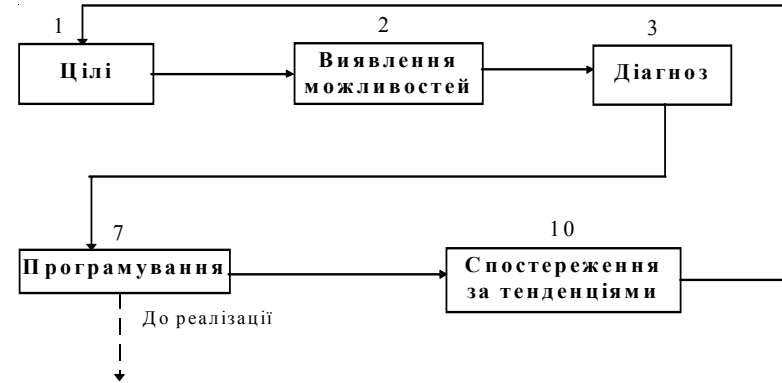 1
2
3
Цілі
Виявлення
можливостей
Діагноз
7
10
Програмування
Спостереження
за тенденціями
До реалізації